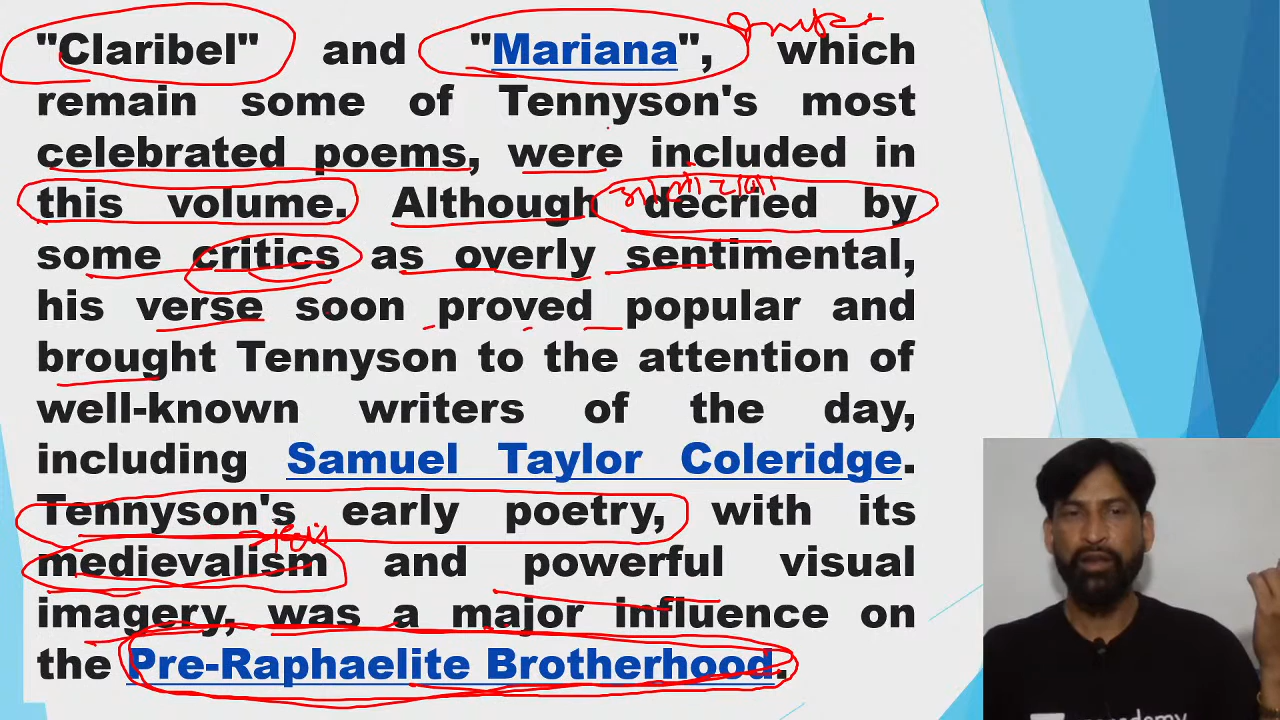 "Claribel" and "Mariana", which
remain some of Tennyson's most
celebrated poems, were included in
this volume. Although decried by
some critics as overly sentimental,
his verse soon proved popular and
brought Tennyson to the attention of
well-known writers of the day,
including Samuel Taylor Coleridge.
Tennyson's early poetry, with its
medievalism and powerful visual
imagery, was a major influence on
the Pre-Raphaelite Brotherhood.